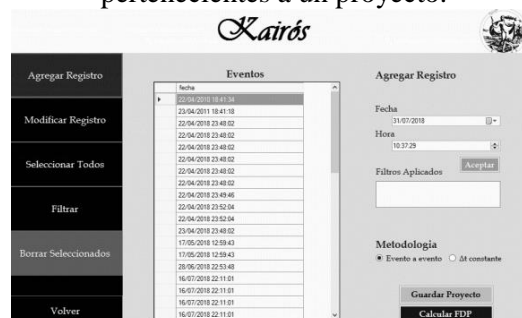 pertenecientes a un proyecto.
Kairós
Agregar Registro
Modificar Registro
Seleccionar Todos
Filtrar
Borrar Seleccionados
Volver
Eventos
fecha
22/04/2010 18:41:34
23/04/2011 18:41:18
22/04/2018 23:48:02
22/04/2018 23:48:02
22/04/2018 23:48:02
22/04/2018 23:48:02
22/04/2018 23:48:02
22/04/2018 23:48:02
22/04/2018 23:49:46
22/04/2018 23:52:04
22/04/2018 23:52:04
23/04/2018 23:48:02
17/05/2018 12:59:43
17/05/2018 12:59:43
28/06/2018 22:53:48
16/07/2018 22:11:01
16/07/2018 22:11:01
16/07/2018 22:11:01
16/07/2018 22:11:01
Agregar Registro
Fecha
31/07/2018
Hora
10:37:29
Aceptar
Filtros Aplicados
Metodologia
Evento a evento
Δt constante
Guardar Proyecto
Calcular FDP